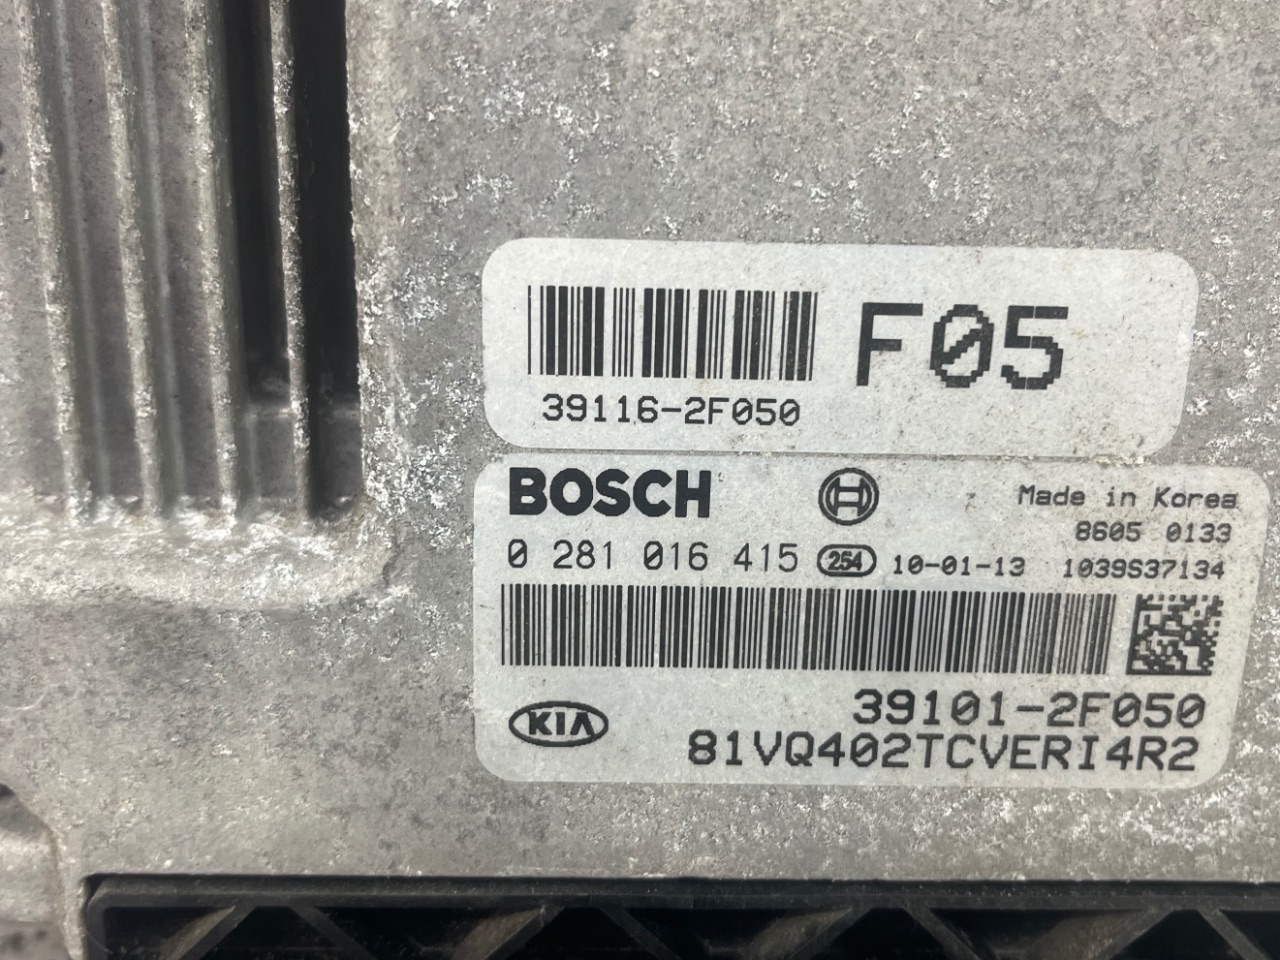 F05
39116-2F050
BOSCH
Made in Korea
8605 0133
0 281 016 415 254 10-01-13 1039S37134
39101-2F050
KIA
81VQ402TCVERI4R2